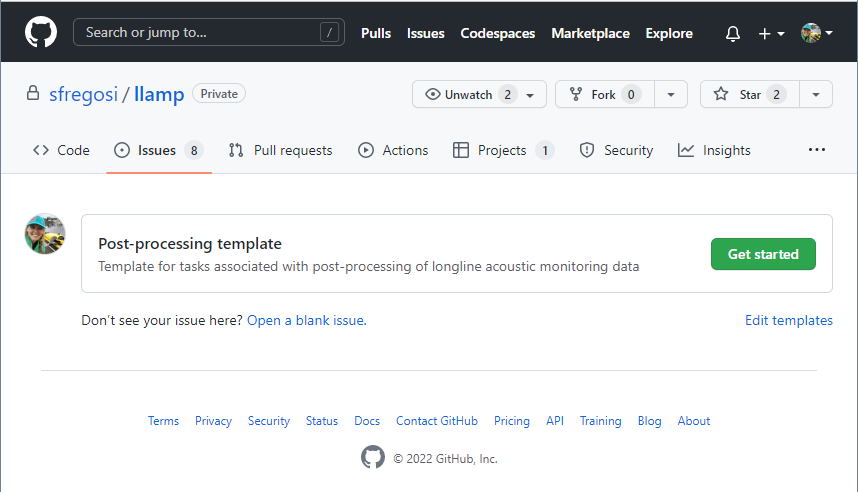 Search or jump to... / Pulls Issues Codespaces Marketplace Explore
sfregosi / llamp Private Unwatch 2 Fork 0 Star 2
Code Issues 8 Pull requests Actions Projects 1 Security Insights ...
Post-processing template
Template for tasks associated with post-processing of longline acoustic monitoring data
Get started
Don't see your issue here? Open a blank issue. Edit templates
Terms Privacy Security Status Docs Contact GitHub Pricing API Training Blog About
© 2022 GitHub, Inc.